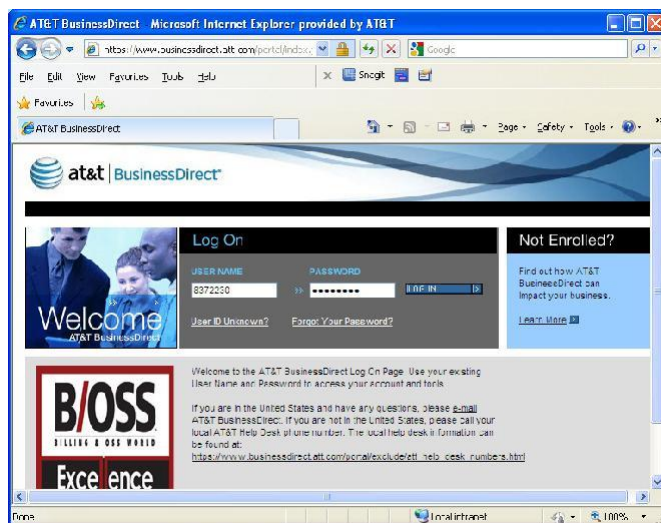 AT&T BusinessDirect - Microsoft Internet Explorer provided by AT&T
https://www.businessdirect.att.com/portal/index.
Google
File Edit View Favorites Tools Help
Snagit
Favorites
AT&T BusinessDirect
Page Safety Tools
at&t BusinessDirect
Log On
Not Enrolled?
USER NAME PASSWORD
8372230 ••••••••
LOG IN
User ID Unknown? Forgot Your Password?
Find out how AT&T
BusinessDirect can
impact your business.
Learn More
Welcome
AT&T BusinessDirect
Welcome to the AT&T BusinessDirect Log On Page. Use your existing
User Name and Password to access your account and tools.
If you are in the United States and have any questions, please e-mail
AT&T BusinessDirect. If you are not in the United States, please call your
local AT&T Help Desk phone number. The local help desk information can
be found at:
https://www.businessdirect.att.com/portal/exclude/att_help_desk_numbers.html
B/OSS
BILLING & OSS WORLD
Excellence
Done
Local intranet
100%